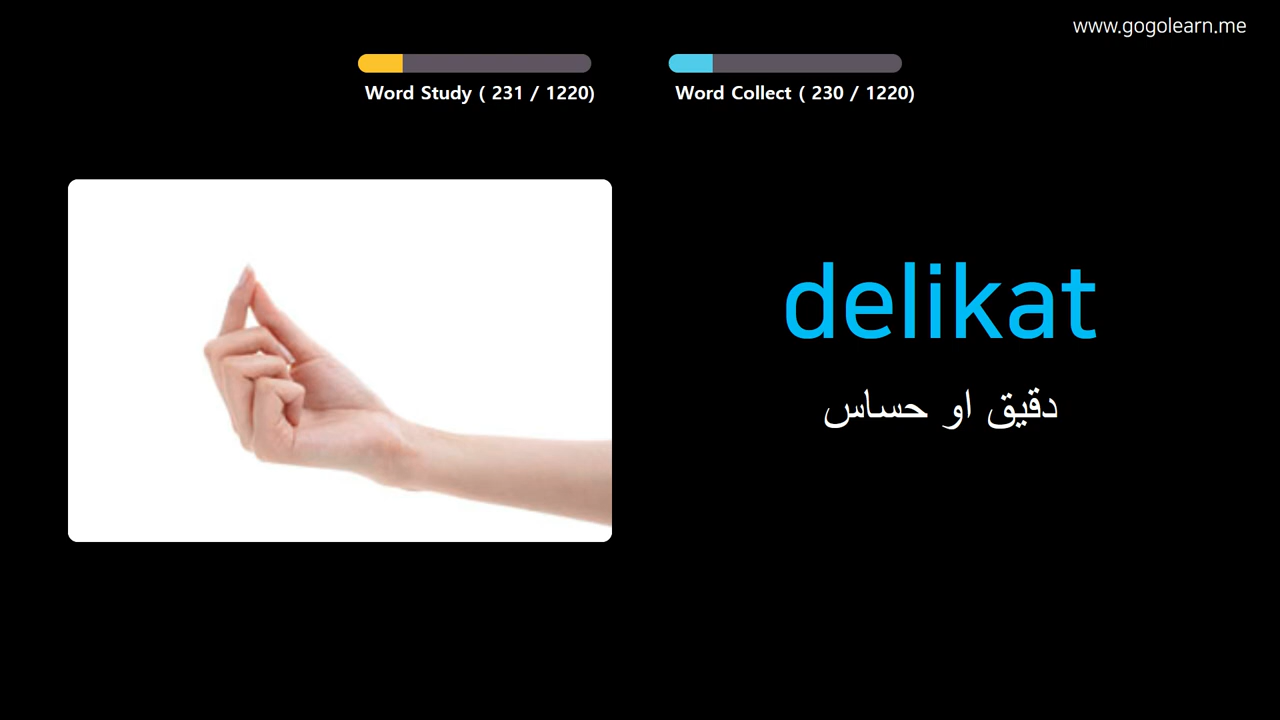 www.gogolearn.me
Word Study ( 231 / 1220)
Word Collect ( 230 / 1220)
delikat
دقيق او حساس